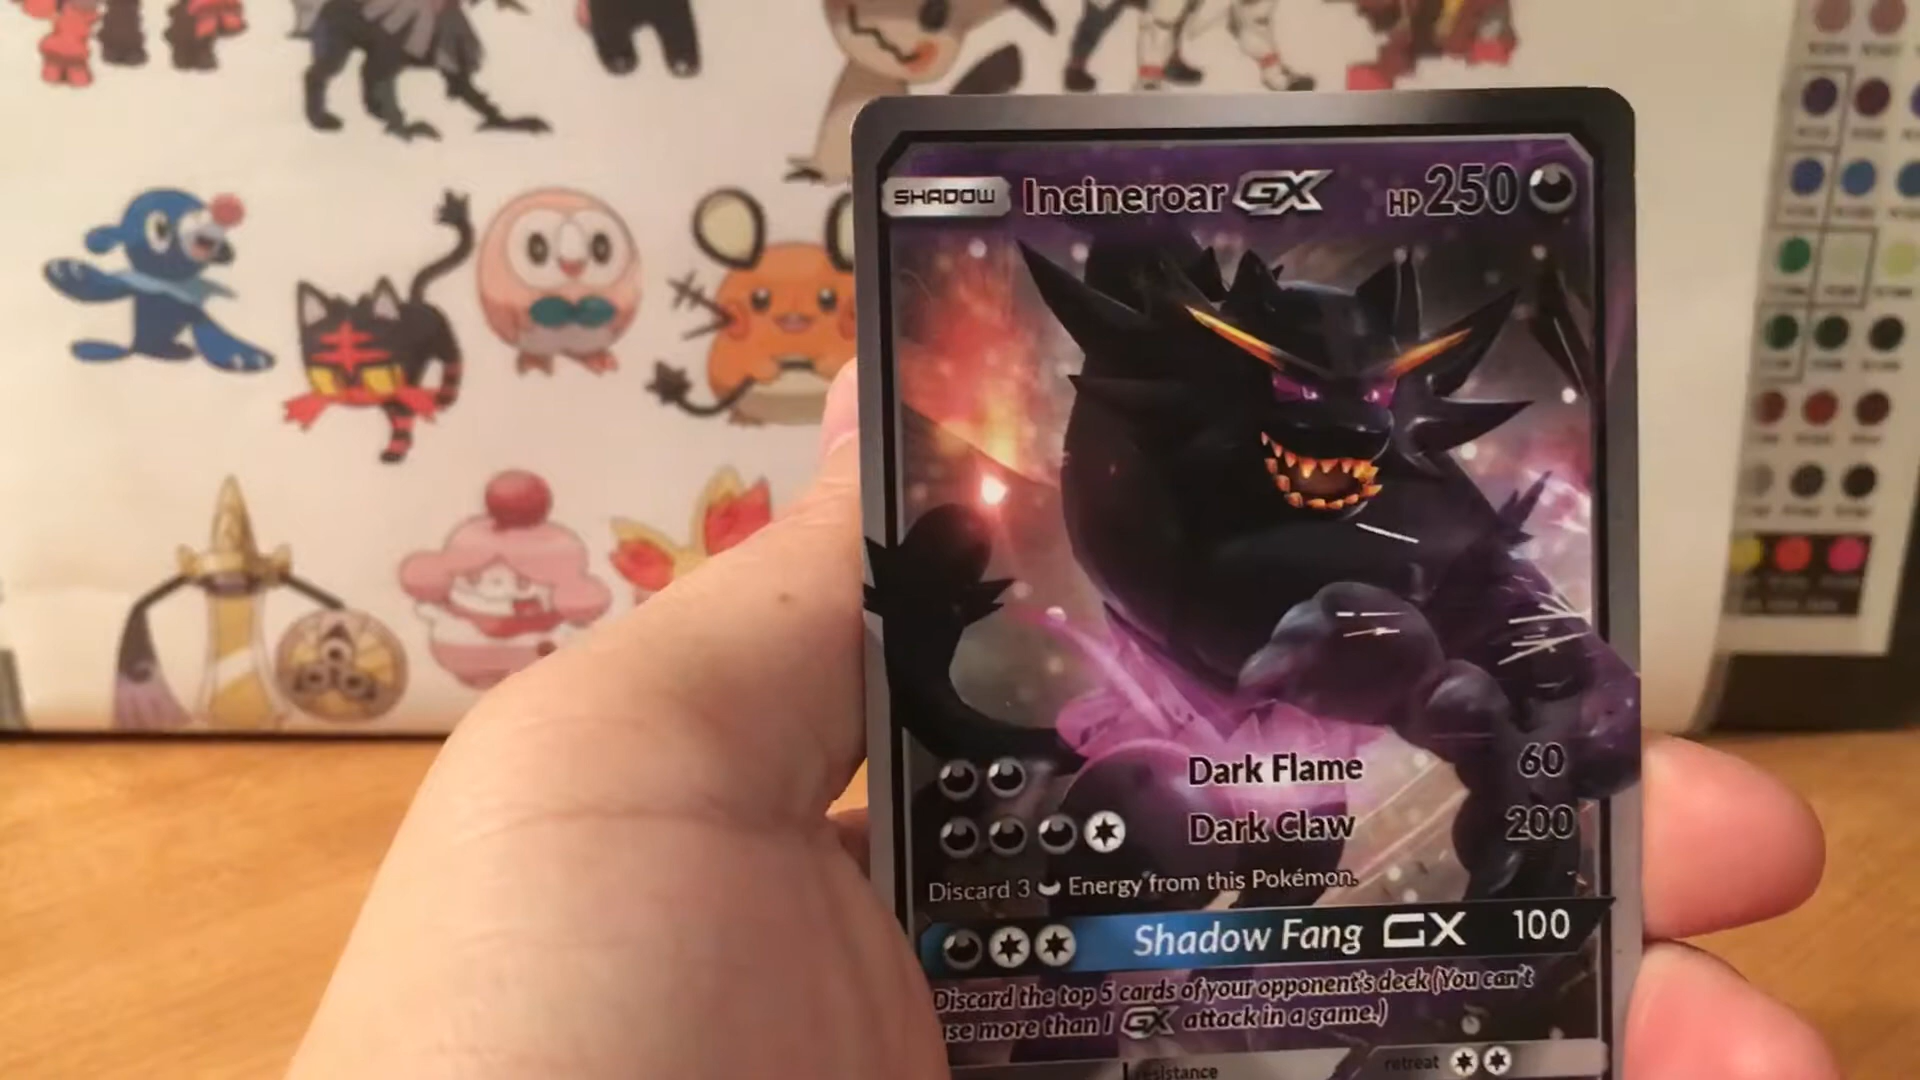 SHADOW Incineroar GX HP 250
Dark Flame 60
Dark Claw 200
Discard 3 Energy from this Pokémon.
Shadow Fang GX 100
Discard the top 5 cards of your opponent's deck (You can't
use more than 1 GX attack in a game.)
resistance retreat